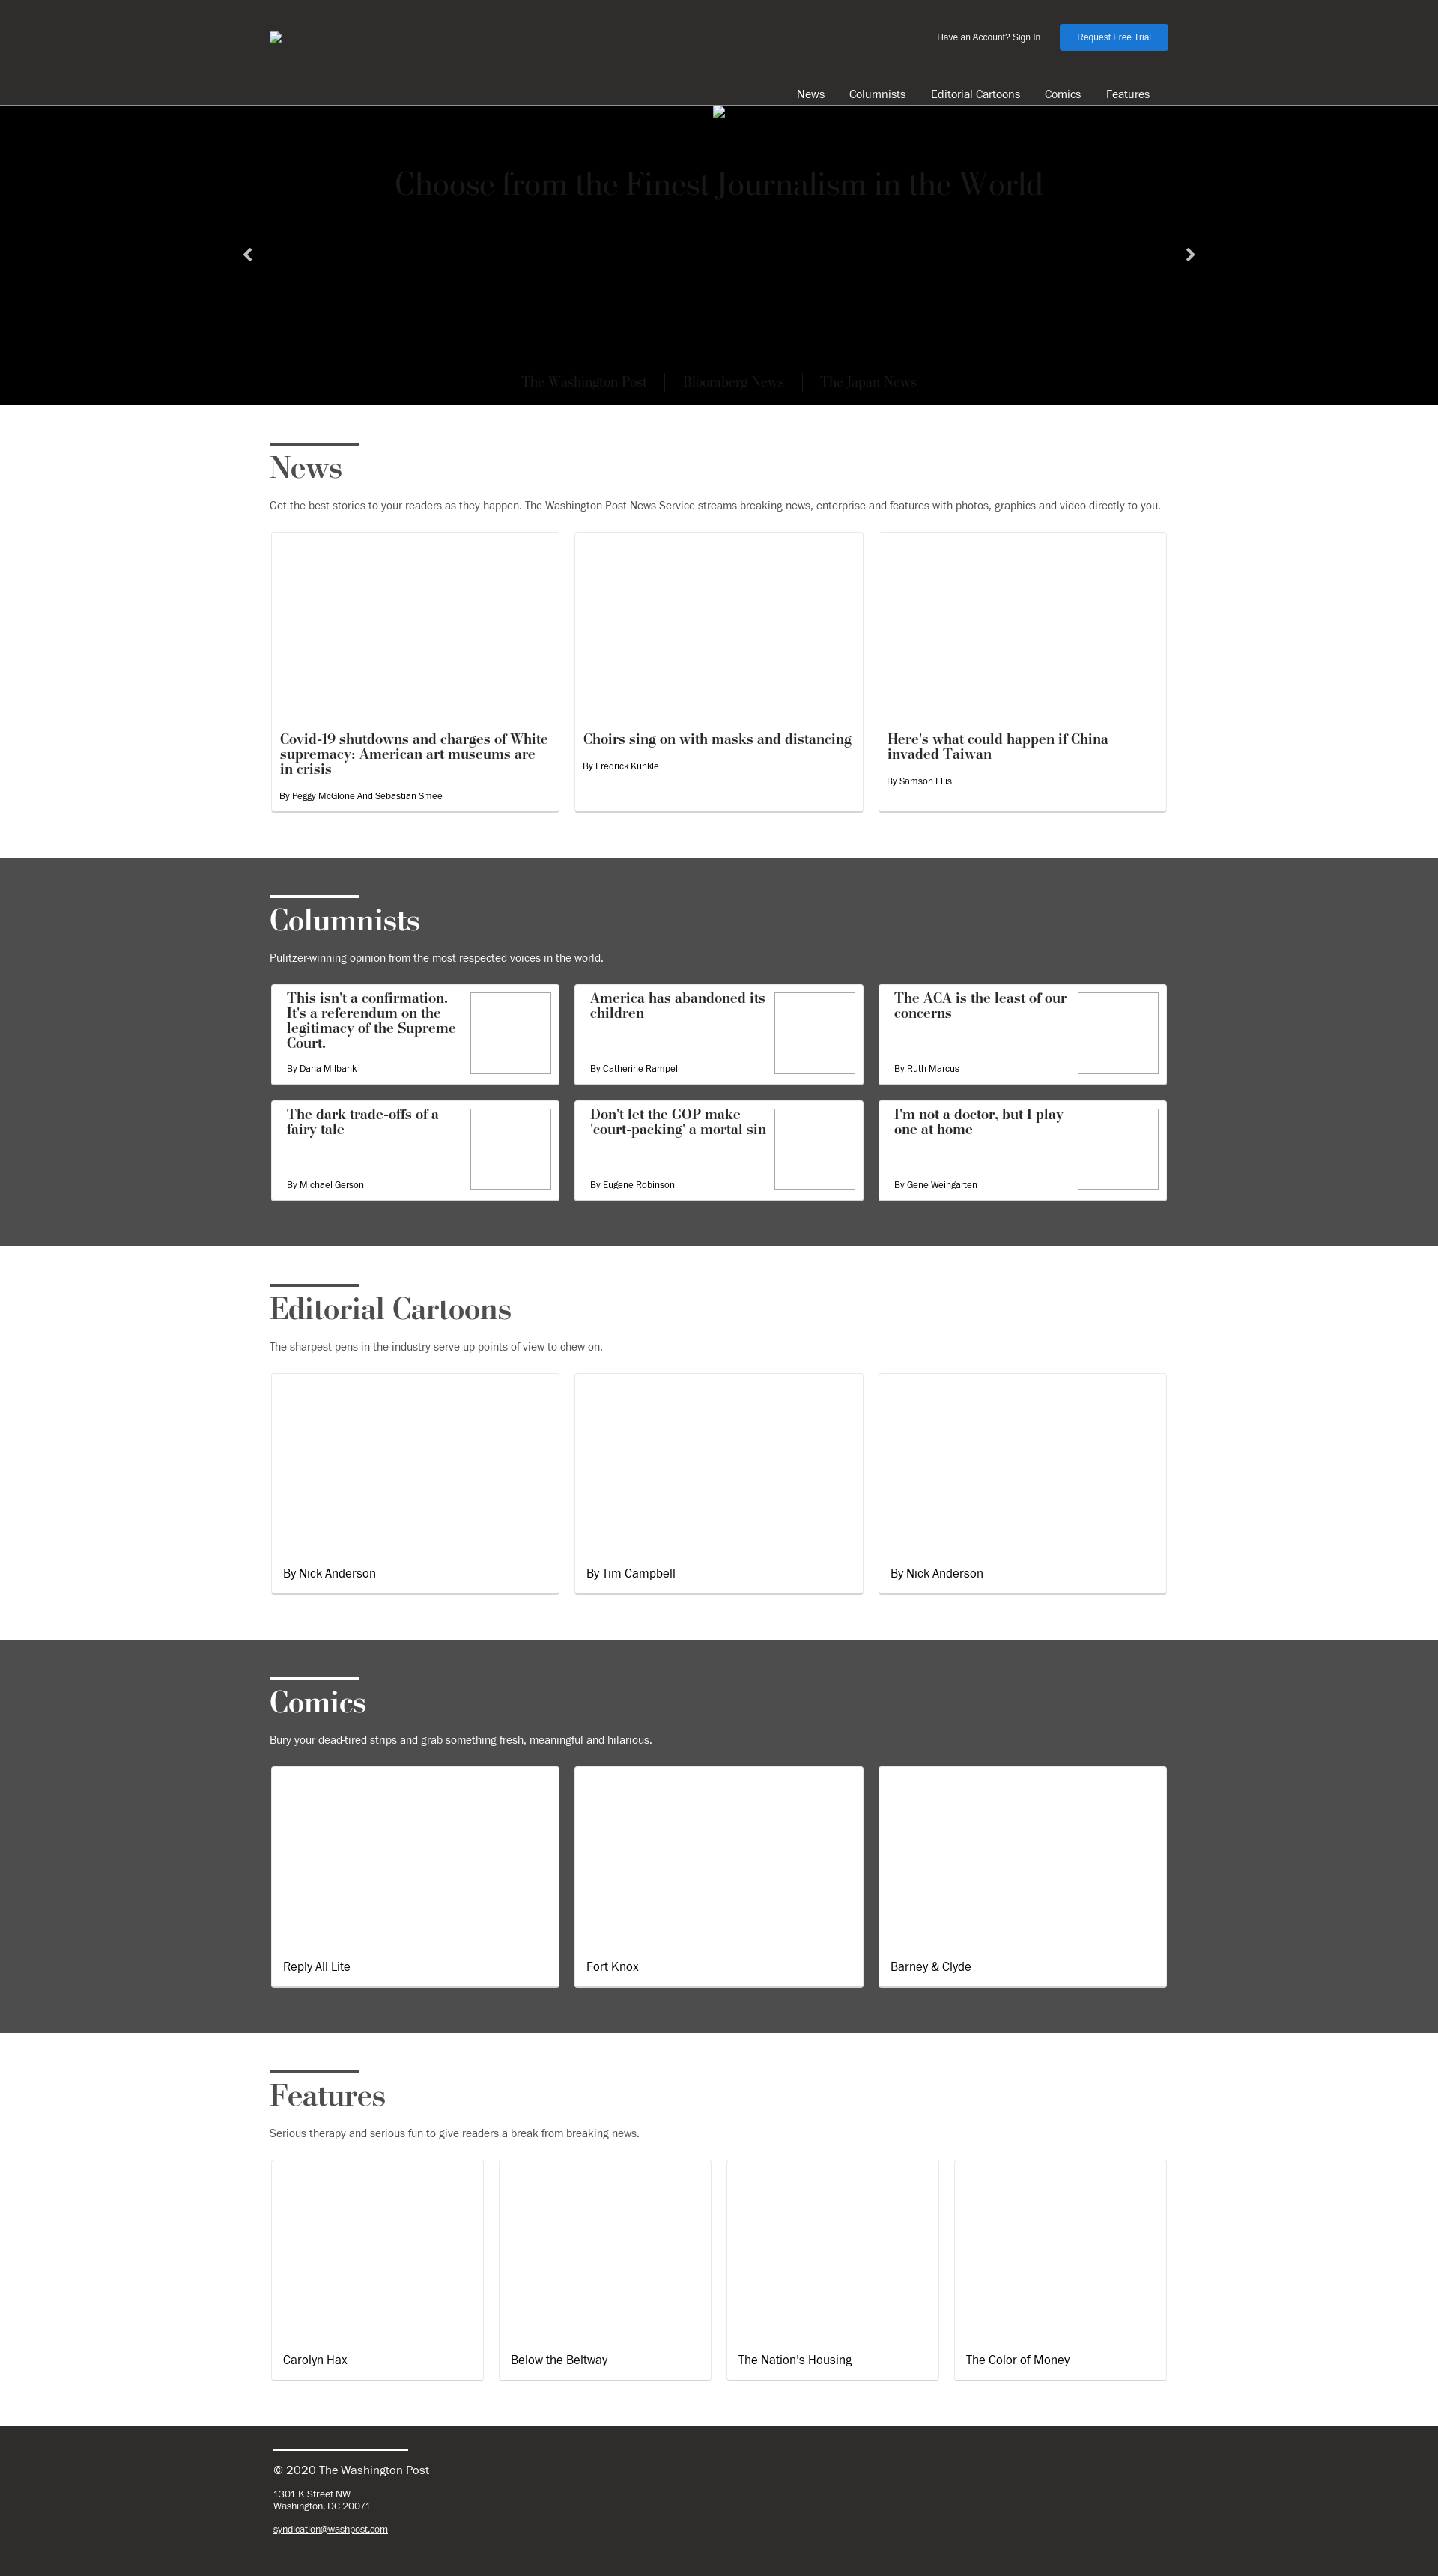 Have an Account? Sign In
Request Free Trial
News
Columnists
Editorial Cartoons
Comics
Features
Choose from the Finest Journalism in the World
The Washington Post
Bloomberg News
The Japan News
News
Get the best stories to your readers as they happen. The Washington Post News Service streams breaking news, enterprise and features with photos, graphics and video directly to you.
Covid-19 shutdowns and charges of White
supremacy: American art museums are
in crisis
By Peggy McGlone And Sebastian Smee
Choirs sing on with masks and distancing
By Fredrick Kunkle
Here's what could happen if China
invaded Taiwan
By Samson Ellis
Columnists
Pulitzer-winning opinion from the most respected voices in the world.
This isn't a confirmation.
It's a referendum on the
legitimacy of the Supreme
Court.
By Dana Milbank
America has abandoned its
children
By Catherine Rampell
The ACA is the least of our
concerns
By Ruth Marcus
The dark trade-offs of a
fairy tale
By Michael Gerson
Don't let the GOP make
'court-packing' a mortal sin
By Eugene Robinson
I'm not a doctor, but I play
one at home
By Gene Weingarten
Editorial Cartoons
The sharpest pens in the industry serve up points of view to chew on.
By Nick Anderson
By Tim Campbell
By Nick Anderson
Comics
Bury your dead-tired strips and grab something fresh, meaningful and hilarious.
Reply All Lite
Fort Knox
Barney & Clyde
Features
Serious therapy and serious fun to give readers a break from breaking news.
Carolyn Hax
Below the Beltway
The Nation's Housing
The Color of Money
© 2020 The Washington Post
1301 K Street NW
Washington, DC 20071
syndication@washpost.com